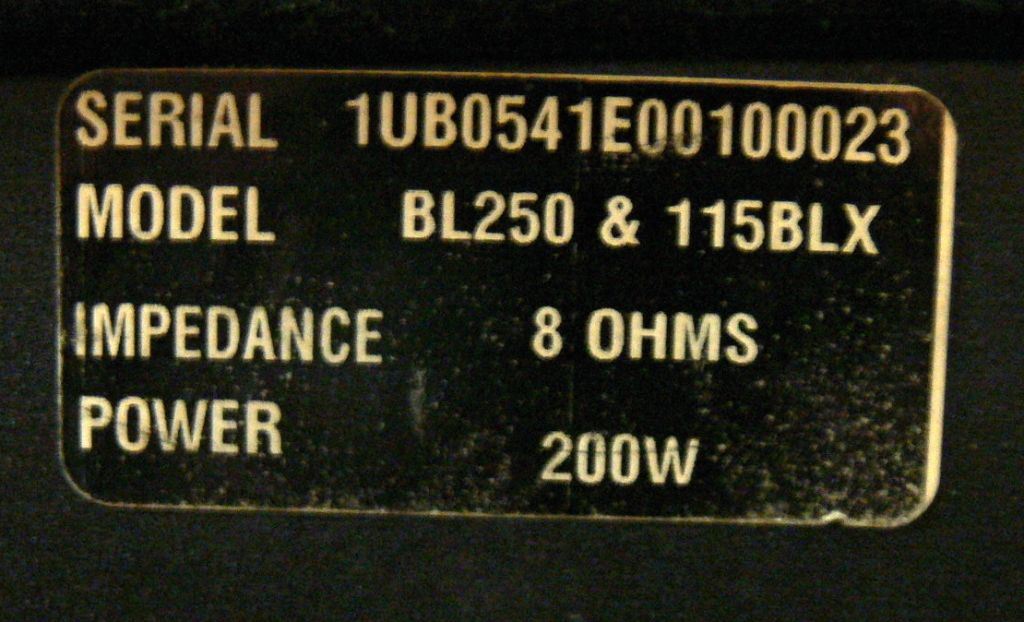 SERIAL 1UB0541E00100023
MODEL BL250 & 115BLX
IMPEDANCE 8 OHMS
POWER 200W